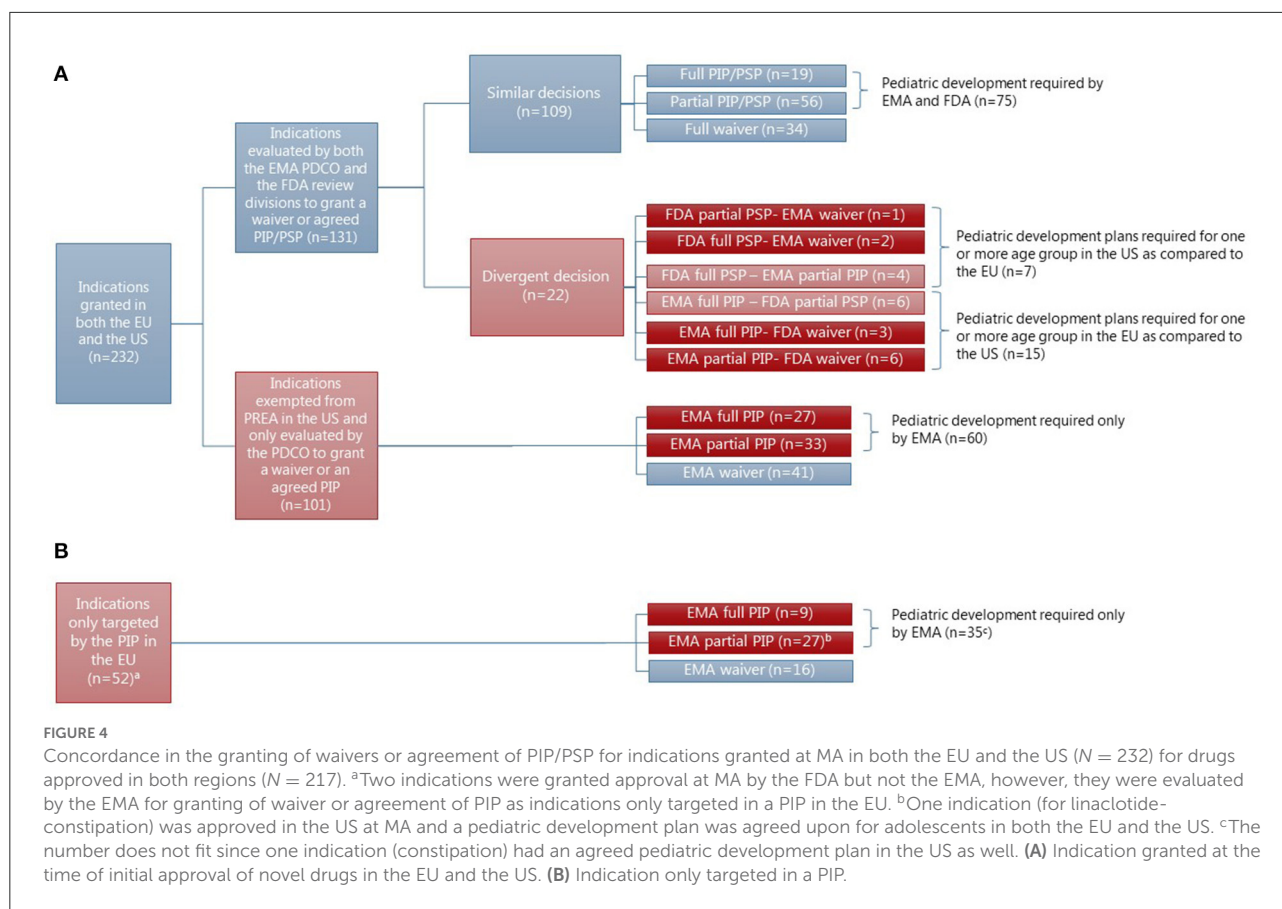 A
Indications
granted in
both the EU
and the US
(n=232)
Indications
evaluated by both
the EMA PDCO and
the FDA review
divisions to grant a
waiver or agreed
PIP/PSP (n=131)
Similar decisions
(n=109)
Full PIP/PSP (n=19)
Partial PIP/PSP (n=56)
Full waiver (n=34)
Pediatric development required by
EMA and FDA (n=75)
Divergent decision
(n=22)
FDA partial PSP- EMA waiver (n=1)
FDA full PSP- EMA waiver (n=2)
FDA full PSP – EMA partial PIP (n=4)
EMA full PIP – FDA partial PSP (n=6)
EMA full PIP- FDA waiver (n=3)
EMA partial PIP- FDA waiver (n=6)
Pediatric development plans required for one
or more age group in the US as compared to
the EU (n=7)
Pediatric development plans required for one
or more age group in the EU as compared to
the US (n=15)
Indications
exempted from
PREA in the US and
only evaluated by
the PDCO to grant
a waiver or an
agreed PIP
(n=101)
EMA full PIP (n=27)
EMA partial PIP (n=33)
EMA waiver (n=41)
Pediatric development required only
by EMA (n=60)
B
Indications
only targeted
by the PIP in
the EU
(n=52)a
EMA full PIP (n=9)
EMA partial PIP (n=27)b
EMA waiver (n=16)
Pediatric development required only
by EMA (n=35c)
FIGURE 4
Concordance in the granting of waivers or agreement of PIP/PSP for indications granted at MA in both the EU and the US (N = 232) for drugs
approved in both regions (N = 217). aTwo indications were granted approval at MA by the FDA but not the EMA, however, they were evaluated
by the EMA for granting of waiver or agreement of PIP as indications only targeted in a PIP in the EU. bOne indication (for linaclotide-
constipation) was approved in the US at MA and a pediatric development plan was agreed upon for adolescents in both the EU and the US. cThe
number does not fit since one indication (constipation) had an agreed pediatric development plan in the US as well. (A) Indication granted at the
time of initial approval of novel drugs in the EU and the US. (B) Indication only targeted in a PIP.